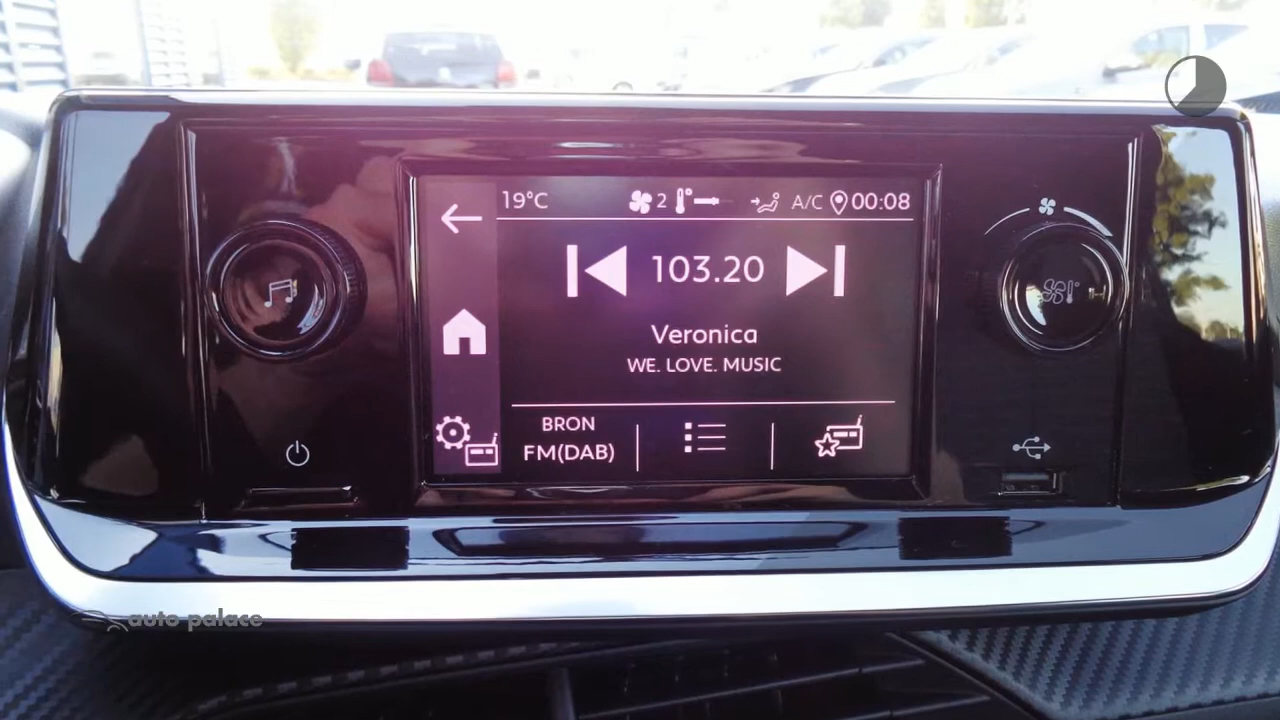 19°C 2 A/C 00:08
103.20
Veronica
WE. LOVE. MUSIC
BRON
FM(DAB)
auto palace